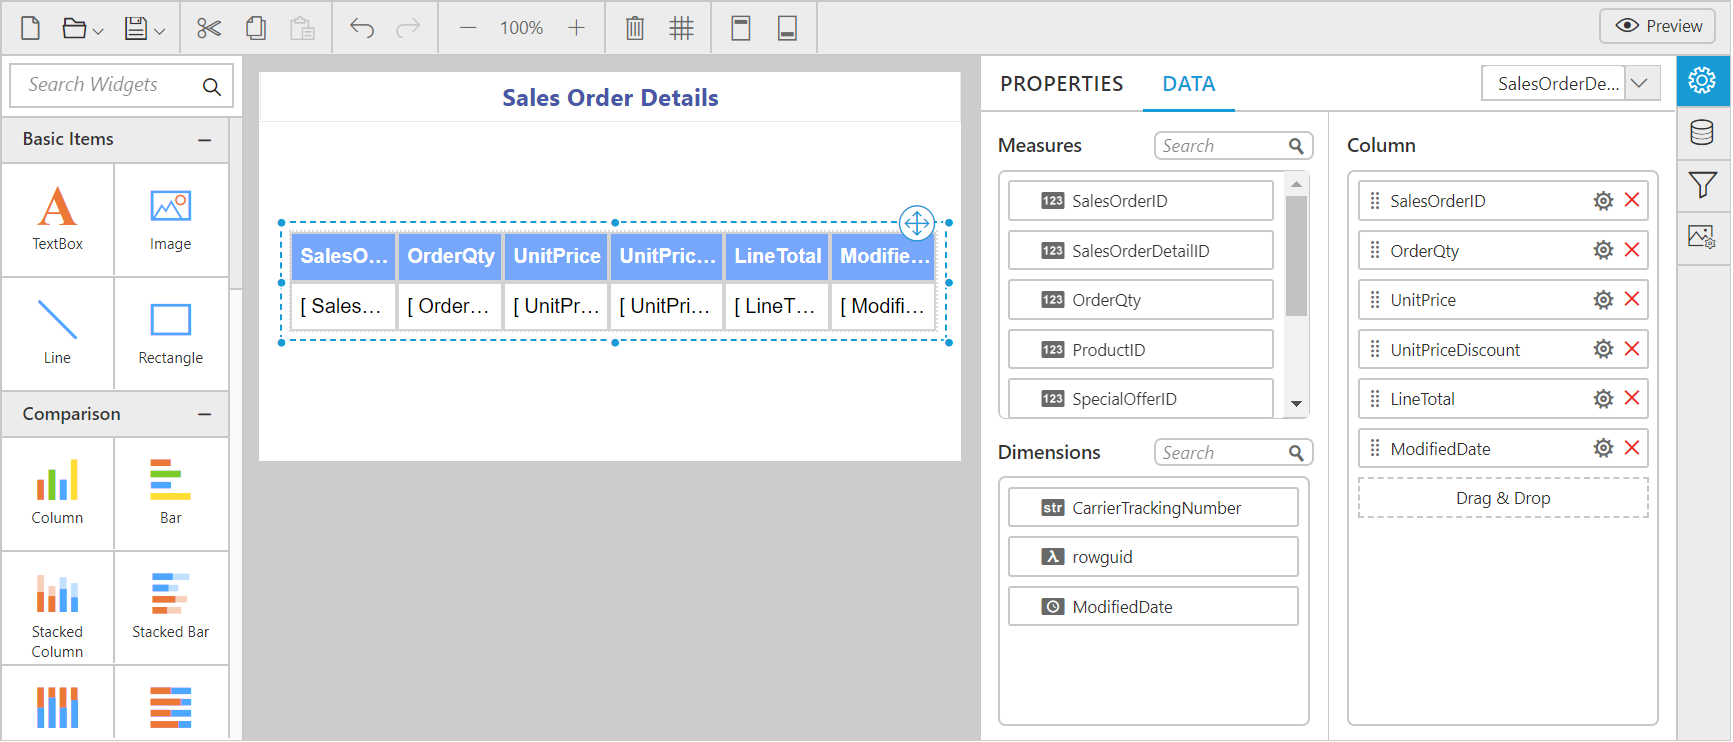 100%
Preview
Search Widgets
Basic Items
TextBox
Image
Line
Rectangle
Comparison
Column
Bar
Stacked Column
Stacked Bar
Sales Order Details
SalesO... OrderQty UnitPrice UnitPric... LineTotal Modifie...
[ Sales... [ Order... [ UnitPr... [ UnitPri... [ LineT... [ Modifi...
PROPERTIES DATA
SalesOrderDe...
Measures
Search
123 SalesOrderID
123 SalesOrderDetailID
123 OrderQty
123 ProductID
123 SpecialOfferID
Dimensions
Search
str CarrierTrackingNumber
λ rowguid
ModifiedDate
Column
SalesOrderID
OrderQty
UnitPrice
UnitPriceDiscount
LineTotal
ModifiedDate
Drag & Drop